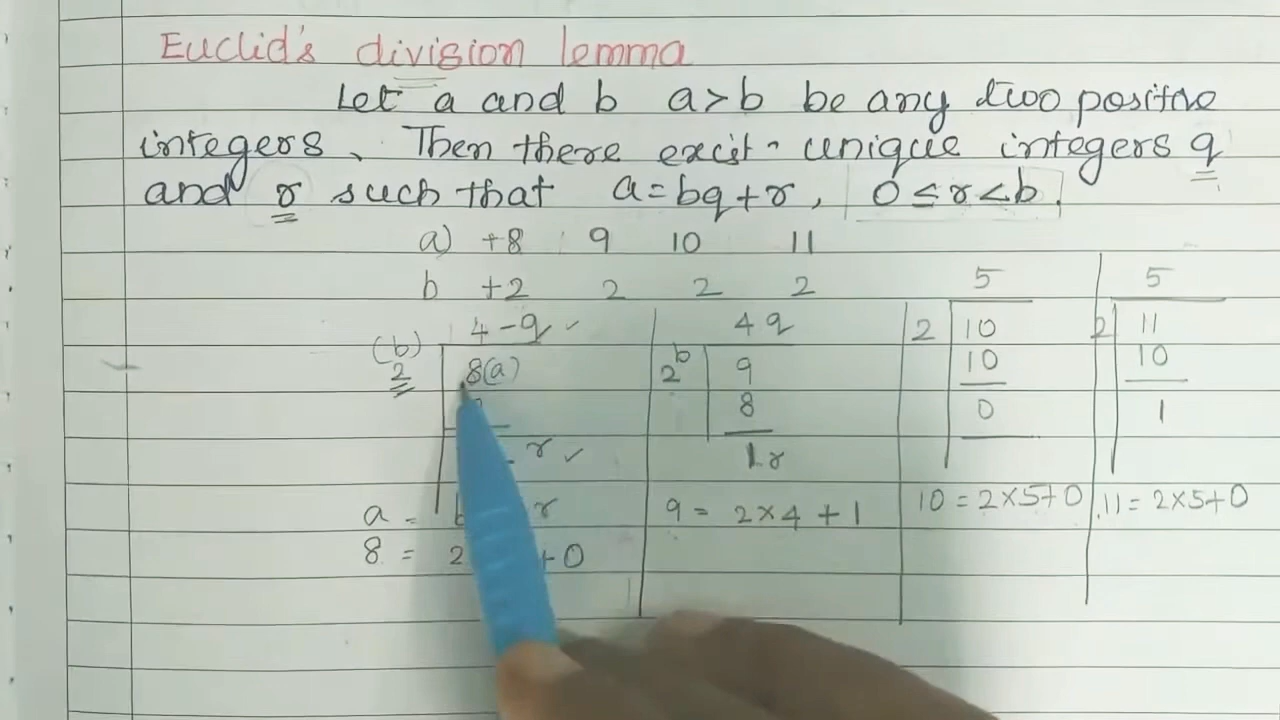 Euclid's division lemma
Let a and b a>b be any two positive
integers. Then there excist unique integers q
and r such that a=bq+r, 0≤r<b.
a) +8 9 10 11
b +2 2 2 2
4-q ✓
(b) 2 8(a)
r ✓
a = b r
8 = 2 +0
4 q
b 2 9
8
1 r
9 = 2×4+1
5
2 10
10
0
10=2×5+0
5
2 11
10
1
11=2×5+0